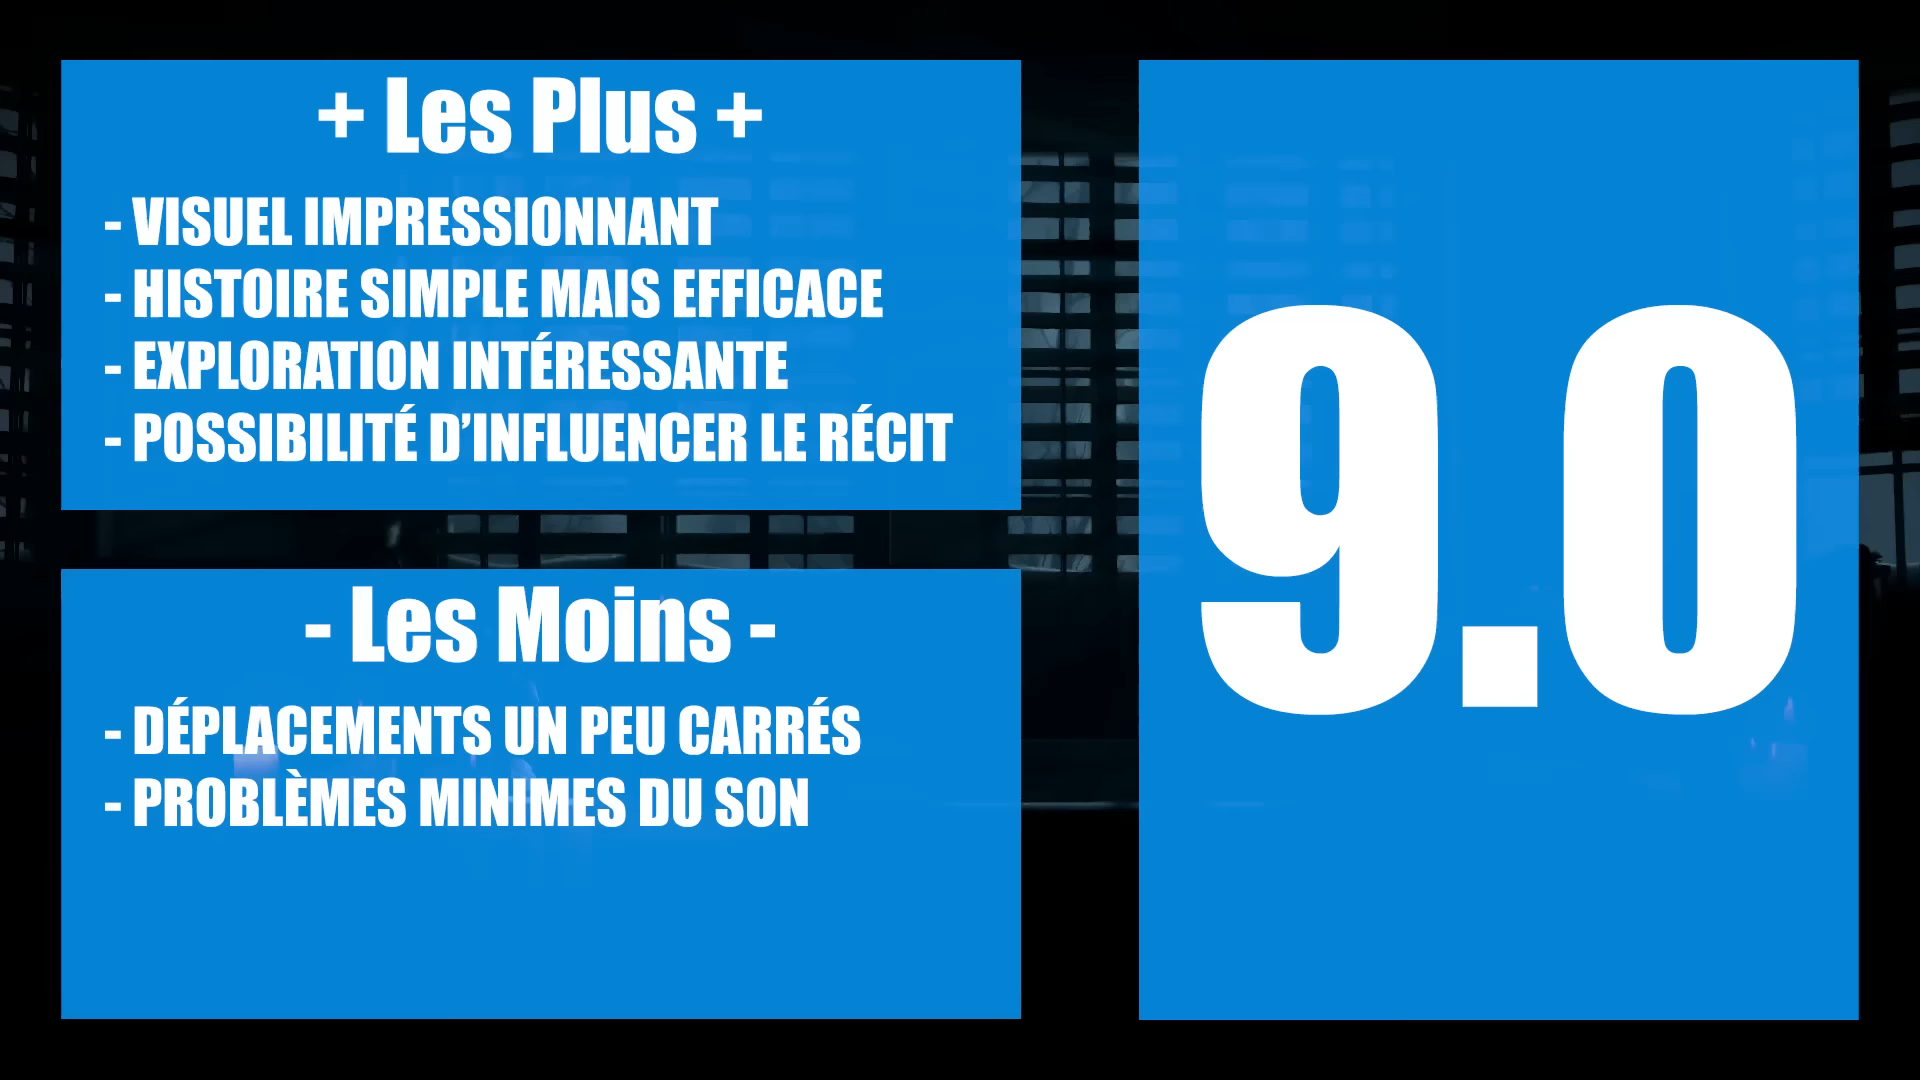 + Les Plus +
- VISUEL IMPRESSIONNANT
- HISTOIRE SIMPLE MAIS EFFICACE
- EXPLORATION INTÉRESSANTE
- POSSIBILITÉ D’INFLUENCER LE RÉCIT
- Les Moins -
- DÉPLACEMENTS UN PEU CARRÉS
- PROBLÈMES MINIMES DU SON
9.0